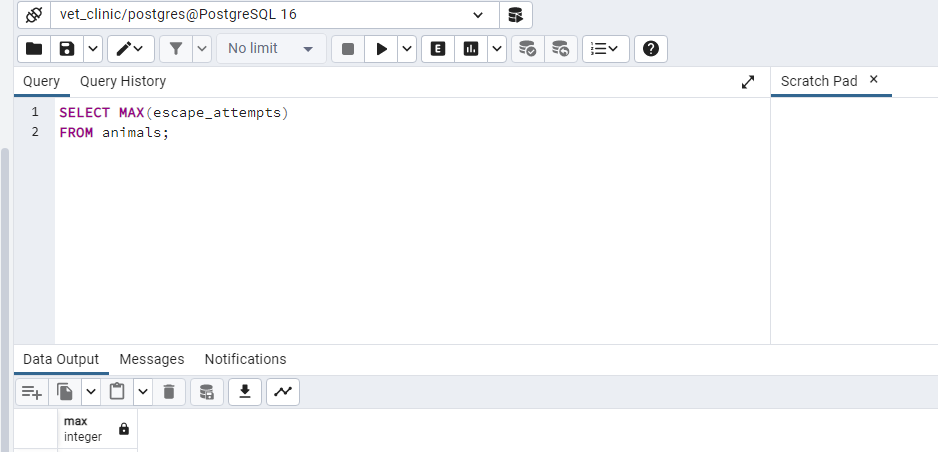 vet_clinic/postgres@PostgreSQL 16
No limit
E
Query Query History
Scratch Pad ×
1 SELECT MAX(escape_attempts)
2 FROM animals;
Data Output Messages Notifications
max
integer